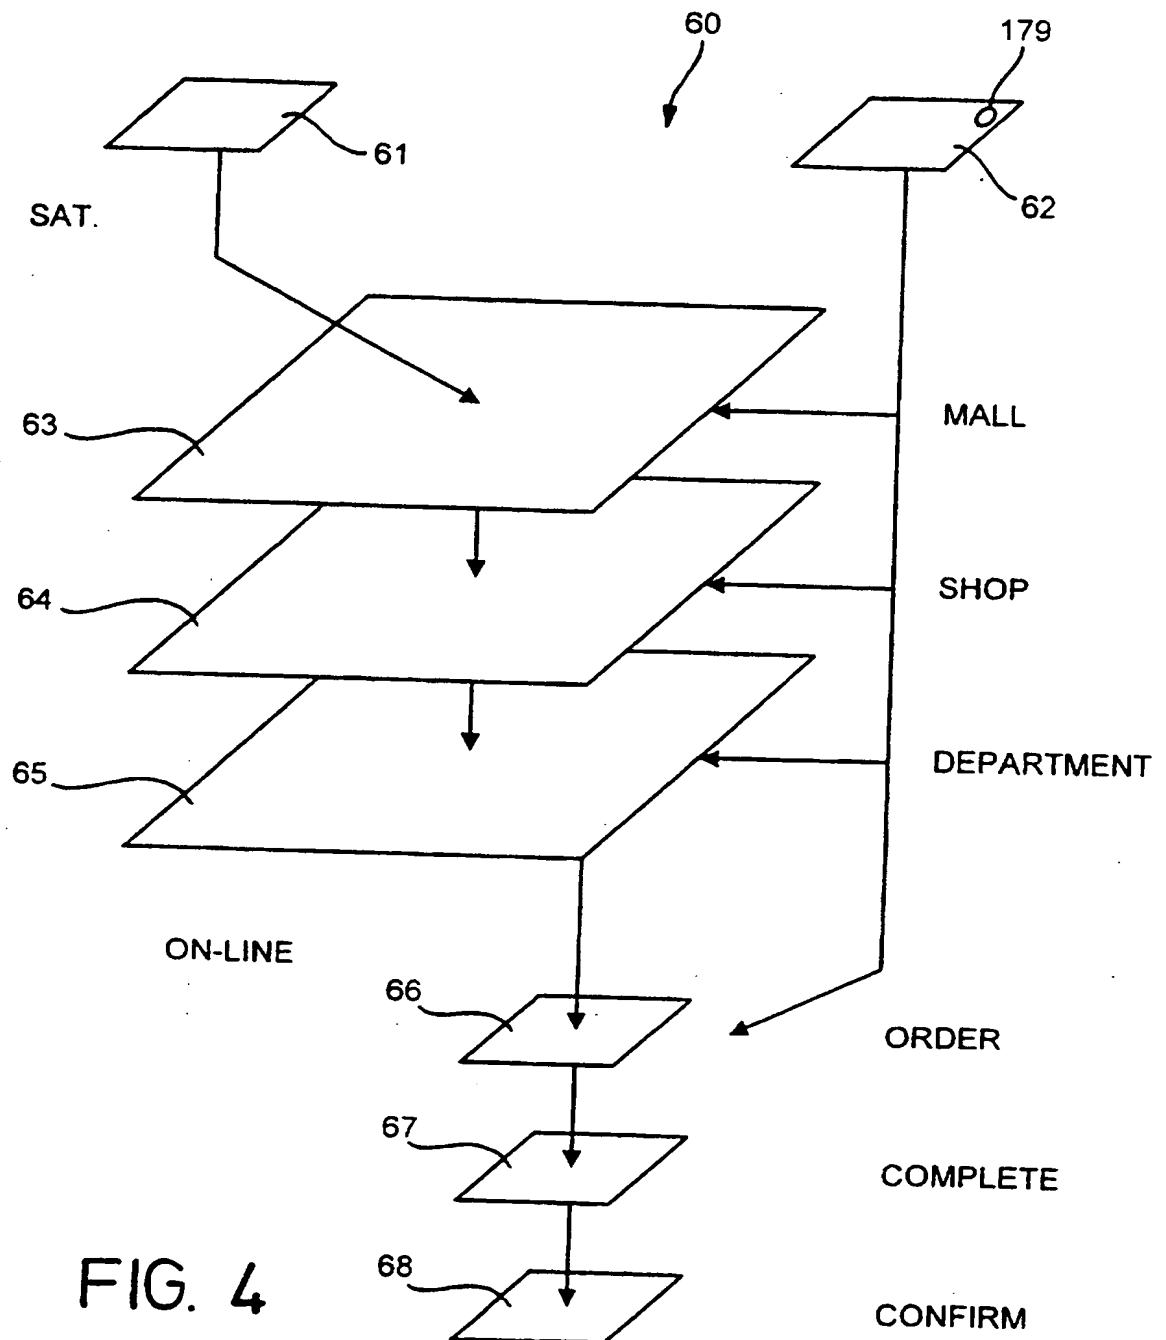 60
179
61
62
SAT.
63
MALL
64
SHOP
65
DEPARTMENT
ON-LINE
66
ORDER
67
COMPLETE
68
CONFIRM
FIG. 4